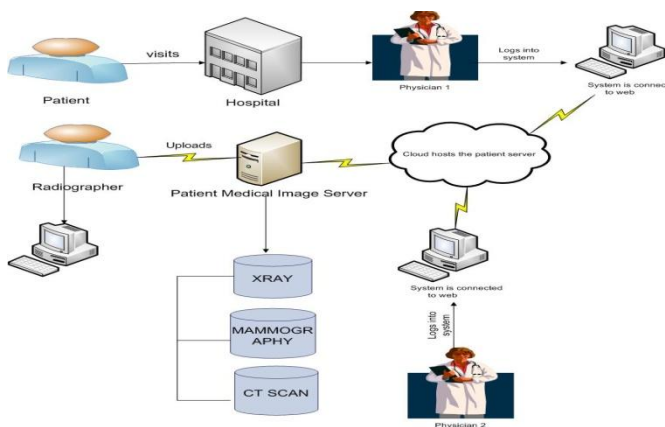 visits
Logs into
system
Patient
Hospital
Physician 1
System is connected
to web
Uploads
Cloud hosts the patient server
Radiographer
Patient Medical Image Server
XRAY
System is connected
to web
MAMMOGR
APHY
Logs into
system
CT SCAN
Physician 2